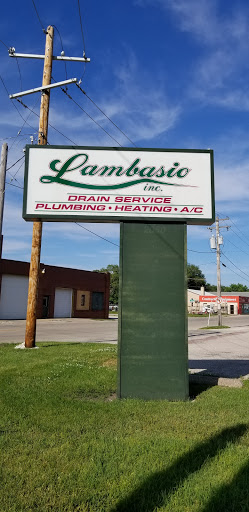 Lambasio
inc.
DRAIN SERVICE
PLUMBING • HEATING • A/C